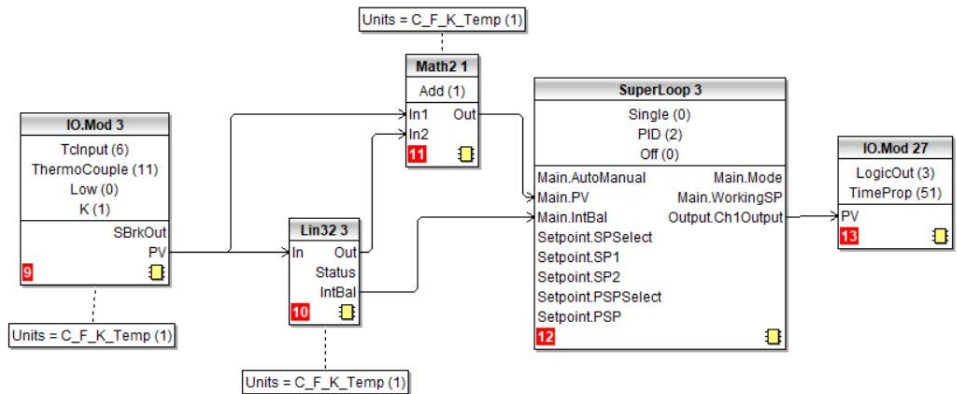 Units = C_F_K_Temp (1)
Math2 1
Add (1)
In1 Out
In2
11
IO.Mod 3
TcInput (6)
ThermoCouple (11)
Low (0)
K (1)
SBrkOut
PV
9
Units = C_F_K_Temp (1)
Lin32 3
In Out
Status
IntBal
10
Units = C_F_K_Temp (1)
SuperLoop 3
Single (0)
PID (2)
Off (0)
Main.AutoManual Main.Mode
Main.PV Main.WorkingSP
Main.IntBal Output.Ch1Output
Setpoint.SPSelect
Setpoint.SP1
Setpoint.SP2
Setpoint.PSPSelect
Setpoint.PSP
12
IO.Mod 27
LogicOut (3)
TimeProp (51)
PV
13